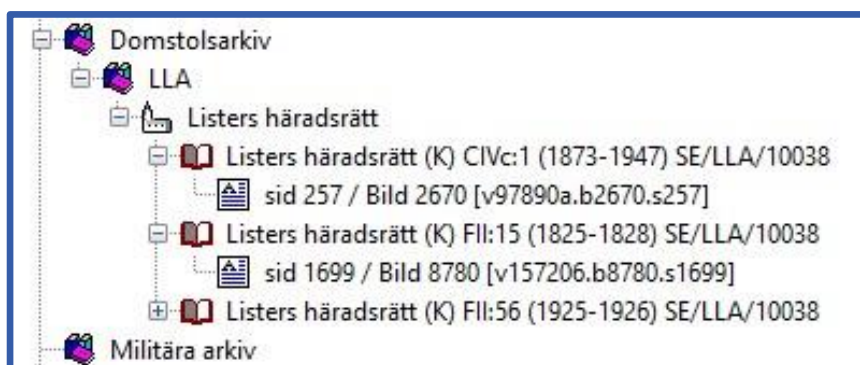 Domstolsarkiv
LLA
Listers häradsrätt
Listers häradsrätt (K) CIVc:1 (1873-1947) SE/LLA/10038
sid 257 / Bild 2670 [v97890a.b2670.s257]
Listers häradsrätt (K) FII:15 (1825-1828) SE/LLA/10038
sid 1699 / Bild 8780 [v157206.b8780.s1699]
Listers häradsrätt (K) FII:56 (1925-1926) SE/LLA/10038
Militära arkiv